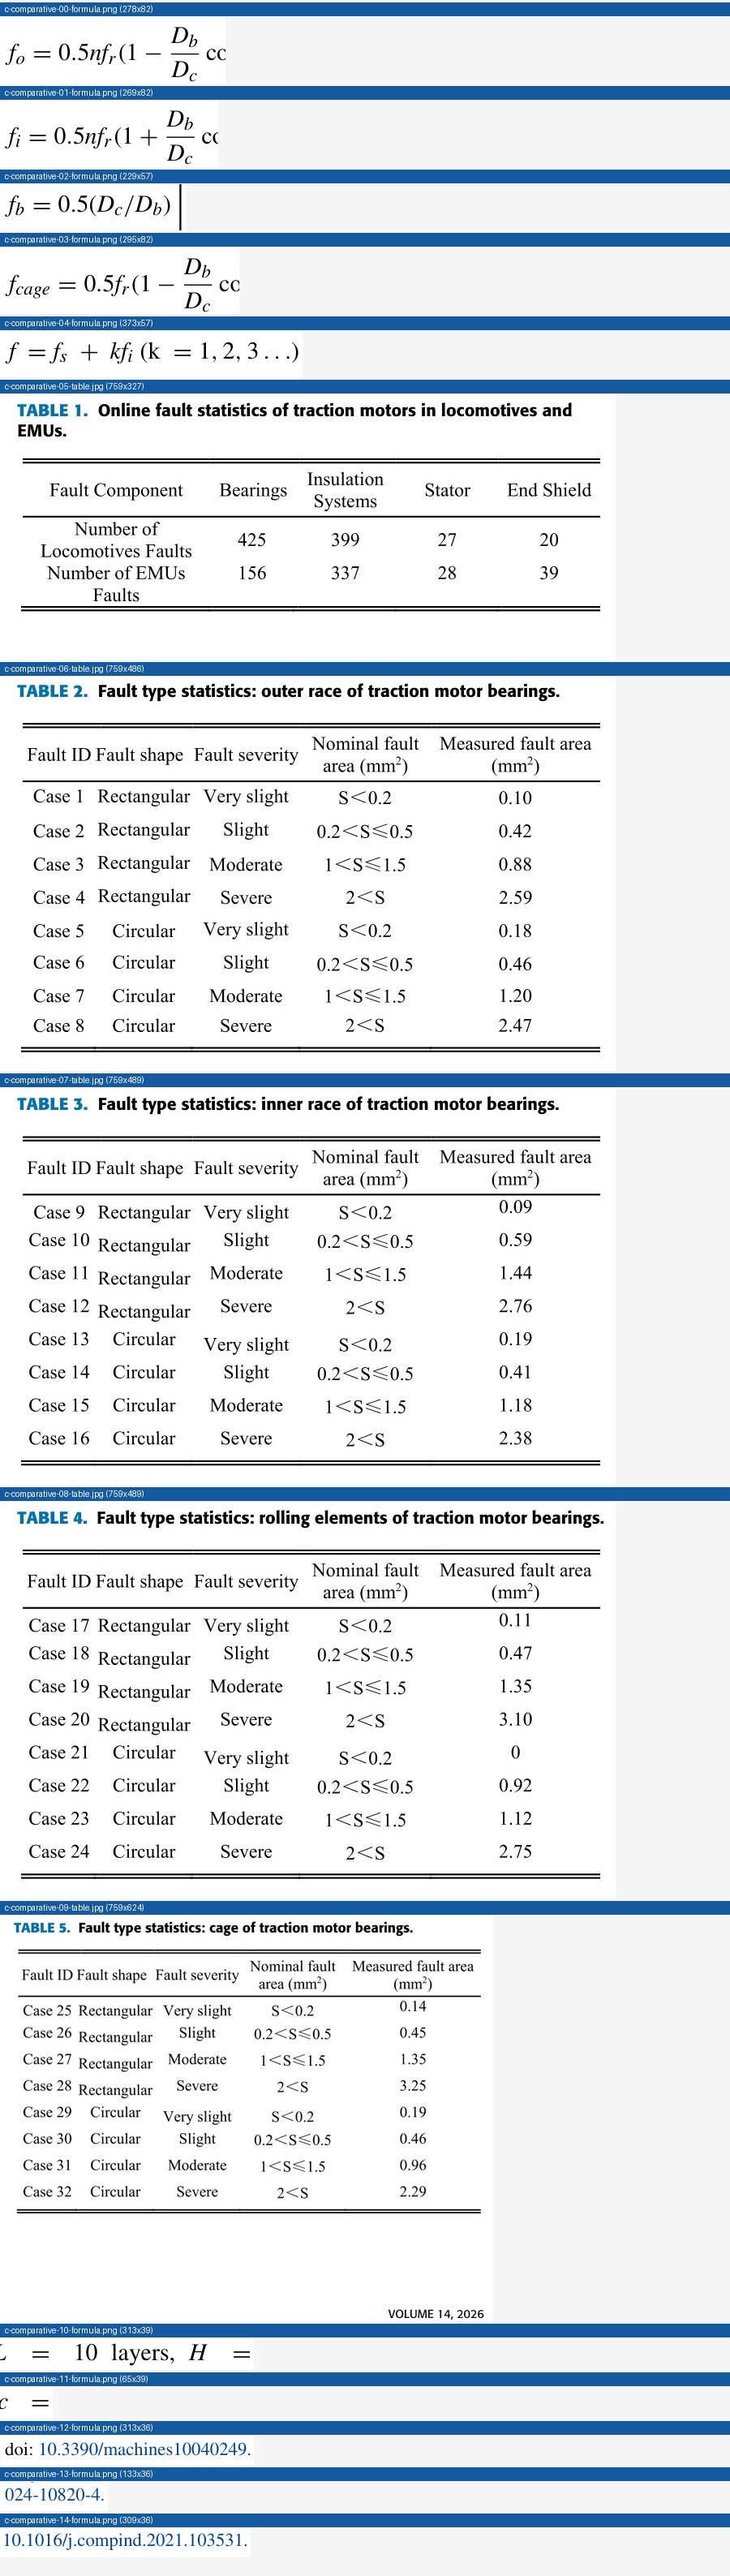 c-comparative-00-formula.png (278x82)
f_o = 0.5nf_r(1 − D_b/D_c co
c-comparative-01-formula.png (269x82)
f_i = 0.5nf_r(1 + D_b/D_c co
c-comparative-02-formula.png (229x57)
f_b = 0.5(D_c/D_b) |
c-comparative-03-formula.png (295x82)
f_cage = 0.5f_r(1 − D_b/D_c co
c-comparative-04-formula.png (373x57)
f = f_s + kf_i (k = 1, 2, 3 . . .)
c-comparative-05-table.jpg (759x327)
TABLE 1. Online fault statistics of traction motors in locomotives and
EMUs.
Fault Component Bearings Insulation Systems Stator End Shield
Number of Locomotives Faults 425 399 27 20
Number of EMUs Faults 156 337 28 39
c-comparative-06-table.jpg (759x486)
TABLE 2. Fault type statistics: outer race of traction motor bearings.
Fault ID Fault shape Fault severity Nominal fault area (mm²) Measured fault area (mm²)
Case 1 Rectangular Very slight S<0.2 0.10
Case 2 Rectangular Slight 0.2<S≤0.5 0.42
Case 3 Rectangular Moderate 1<S≤1.5 0.88
Case 4 Rectangular Severe 2<S 2.59
Case 5 Circular Very slight S<0.2 0.18
Case 6 Circular Slight 0.2<S≤0.5 0.46
Case 7 Circular Moderate 1<S≤1.5 1.20
Case 8 Circular Severe 2<S 2.47
c-comparative-07-table.jpg (759x489)
TABLE 3. Fault type statistics: inner race of traction motor bearings.
Fault ID Fault shape Fault severity Nominal fault area (mm²) Measured fault area (mm²)
Case 9 Rectangular Very slight S<0.2 0.09
Case 10 Rectangular Slight 0.2<S≤0.5 0.59
Case 11 Rectangular Moderate 1<S≤1.5 1.44
Case 12 Rectangular Severe 2<S 2.76
Case 13 Circular Very slight S<0.2 0.19
Case 14 Circular Slight 0.2<S≤0.5 0.41
Case 15 Circular Moderate 1<S≤1.5 1.18
Case 16 Circular Severe 2<S 2.38
c-comparative-08-table.jpg (759x489)
TABLE 4. Fault type statistics: rolling elements of traction motor bearings.
Fault ID Fault shape Fault severity Nominal fault area (mm²) Measured fault area (mm²)
Case 17 Rectangular Very slight S<0.2 0.11
Case 18 Rectangular Slight 0.2<S≤0.5 0.47
Case 19 Rectangular Moderate 1<S≤1.5 1.35
Case 20 Rectangular Severe 2<S 3.10
Case 21 Circular Very slight S<0.2 0
Case 22 Circular Slight 0.2<S≤0.5 0.92
Case 23 Circular Moderate 1<S≤1.5 1.12
Case 24 Circular Severe 2<S 2.75
c-comparative-09-table.jpg (759x624)
TABLE 5. Fault type statistics: cage of traction motor bearings.
Fault ID Fault shape Fault severity Nominal fault area (mm²) Measured fault area (mm²)
Case 25 Rectangular Very slight S<0.2 0.14
Case 26 Rectangular Slight 0.2<S≤0.5 0.45
Case 27 Rectangular Moderate 1<S≤1.5 1.35
Case 28 Rectangular Severe 2<S 3.25
Case 29 Circular Very slight S<0.2 0.19
Case 30 Circular Slight 0.2<S≤0.5 0.46
Case 31 Circular Moderate 1<S≤1.5 0.96
Case 32 Circular Severe 2<S 2.29
VOLUME 14, 2026
c-comparative-10-formula.png (313x39)
L = 10 layers, H =
c-comparative-11-formula.png (65x39)
c =
c-comparative-12-formula.png (313x36)
doi: 10.3390/machines10040249.
c-comparative-13-formula.png (133x36)
024-10820-4.
c-comparative-14-formula.png (309x36)
10.1016/j.compind.2021.103531.